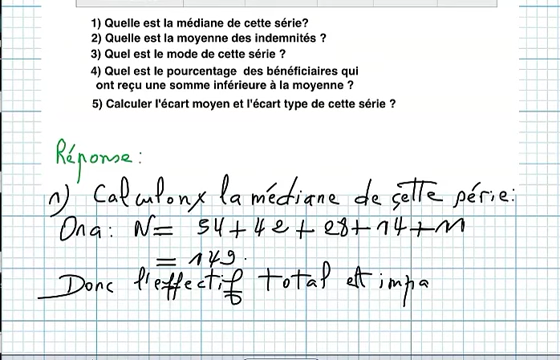 1) Quelle est la médiane de cette série?
2) Quelle est la moyenne des indemnités ?
3) Quel est le mode de cette série ?
4) Quel est le pourcentage des bénéficiaires qui
ont reçu une somme inférieure à la moyenne ?
5) Calculer l'écart moyen et l'écart type de cette série ?
Réponse:
1) Calculons la médiane de cette série:
On a: N = 54+42+28+14+11
= 149.
Donc l'effectif total est impa